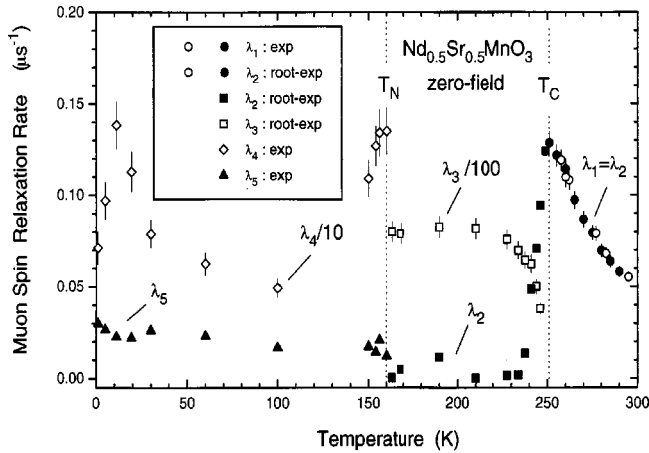 0.20
0.15
0.10
0.05
0.00
Muon Spin Relaxation Rate (μs⁻¹)
λ₁ : exp
λ₂ : root-exp
λ₂ : root-exp
λ₃ : root-exp
λ₄ : exp
λ₅ : exp
Nd₀.₅Sr₀.₅MnO₃
zero-field
T_N
T_C
λ₁=λ₂
λ₃/100
λ₄/10
λ₅
λ₂
0 50 100 150 200 250 300
Temperature (K)